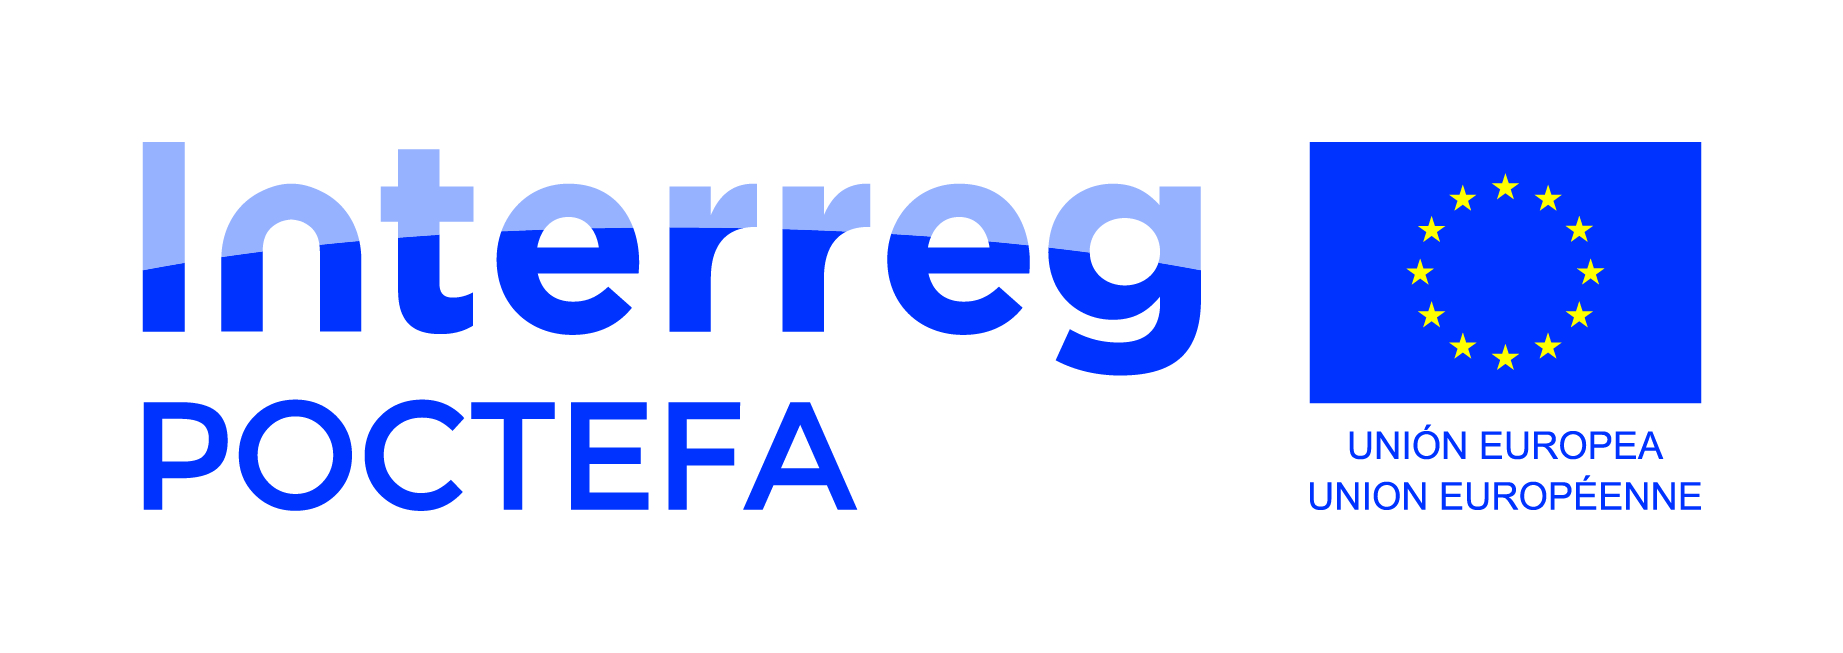 Interreg
POCTEFA
UNIÓN EUROPEA
UNION EUROPÉENNE